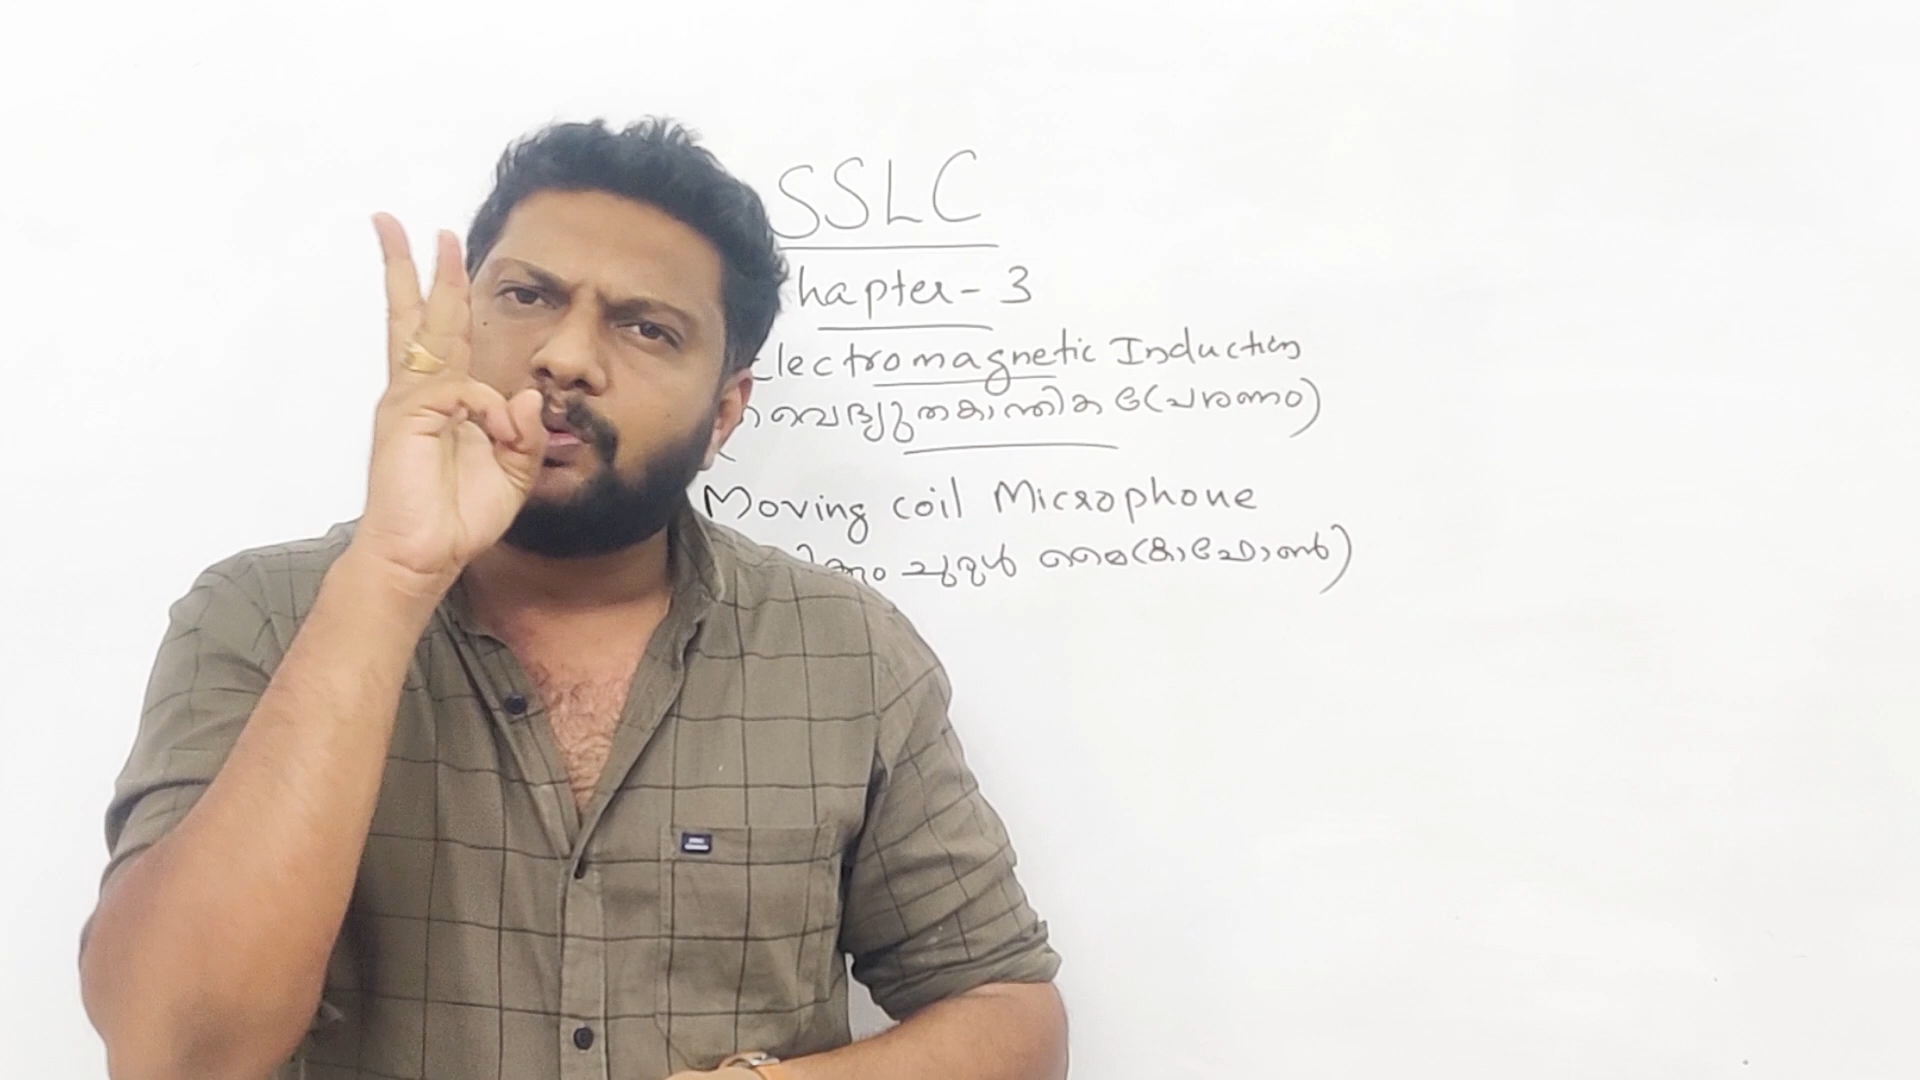 SSLC
hapter - 3
lectromagnetic Induction
(വൈദ്യുതകാന്തിക പ്രേരണം)
Moving coil Microphone
ചുരുൾ മൈക്രോഫോൺ)